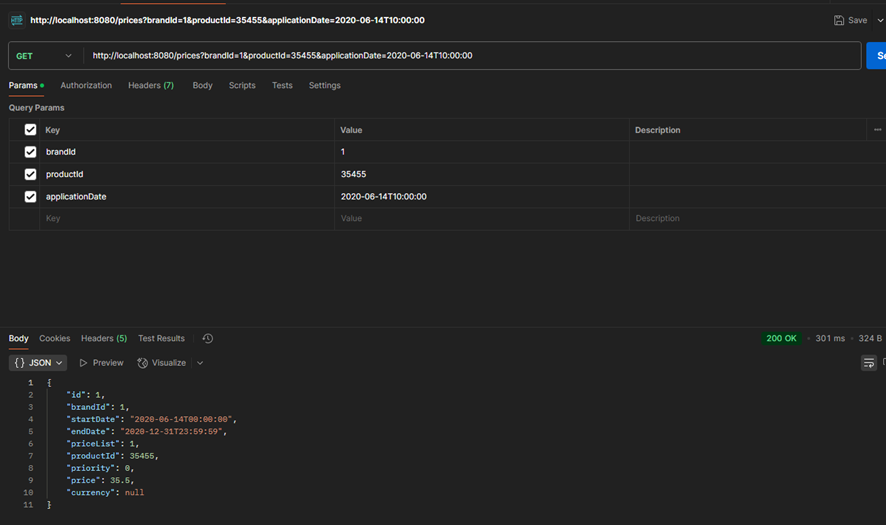 http://localhost:8080/prices?brandId=1&productId=35455&applicationDate=2020-06-14T10:00:00 Save
GET http://localhost:8080/prices?brandId=1&productId=35455&applicationDate=2020-06-14T10:00:00
Params Authorization Headers (7) Body Scripts Tests Settings
Query Params
Key Value Description
brandId 1
productId 35455
applicationDate 2020-06-14T10:00:00
Key Value Description
Body Cookies Headers (5) Test Results 200 OK 301 ms 324 B
{} JSON Preview Visualize
1 {
2 "id": 1,
3 "brandId": 1,
4 "startDate": "2020-06-14T00:00:00",
5 "endDate": "2020-12-31T23:59:59",
6 "priceList": 1,
7 "productId": 35455,
8 "priority": 0,
9 "price": 35.5,
10 "currency": null
11 }